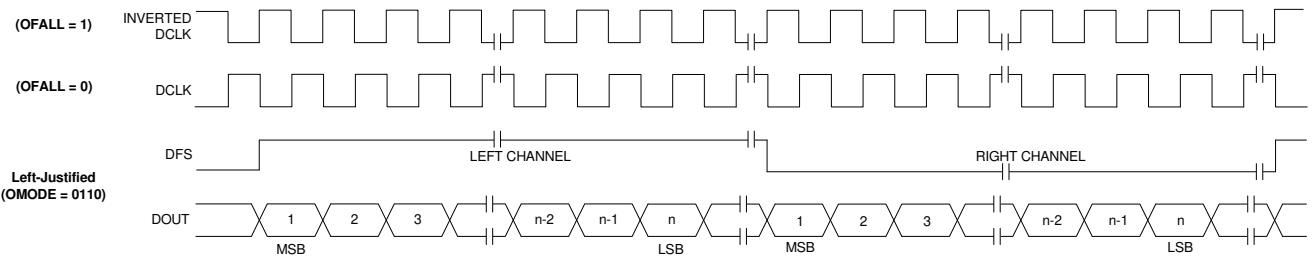 (OFALL = 1)
INVERTED
DCLK
(OFALL = 0)
DCLK
DFS
LEFT CHANNEL
RIGHT CHANNEL
Left-Justified
(OMODE = 0110)
DOUT
1 2 3 n-2 n-1 n 1 2 3 n-2 n-1 n
MSB LSB MSB LSB